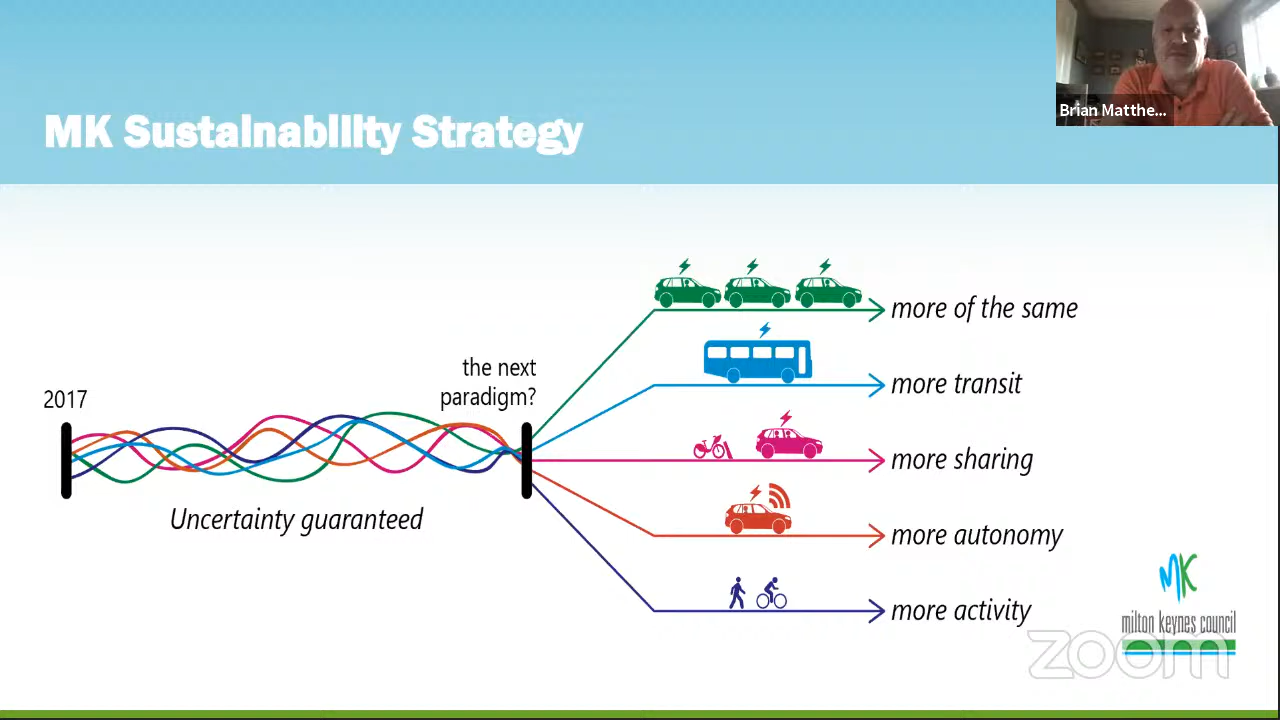 Brian Matthe...
MK Sustainability Strategy
more of the same
the next
paradigm?
more transit
2017
more sharing
Uncertainty guaranteed
more autonomy
MK
more activity
milton keynes council
zoom